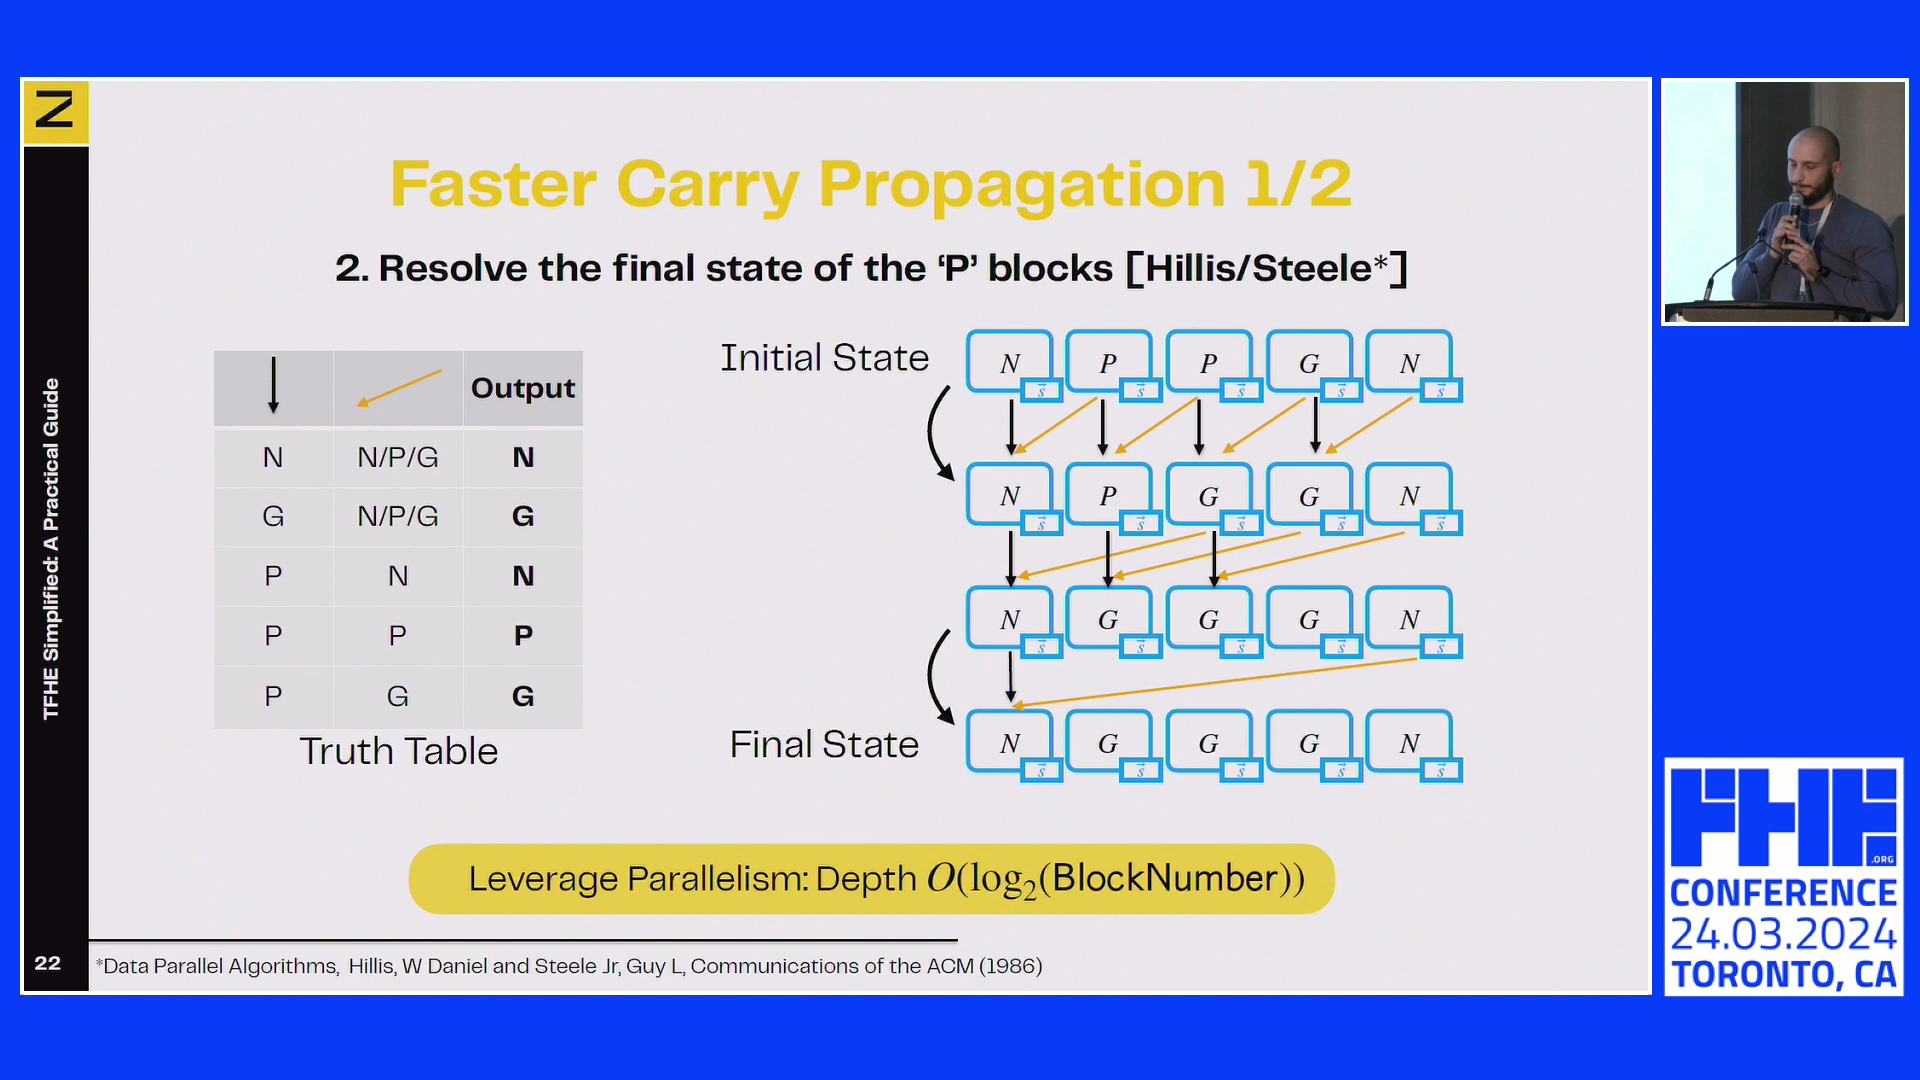 N
TFHE Simplified: A Practical Guide
22
Faster Carry Propagation 1/2
2. Resolve the final state of the ‘P’ blocks [Hillis/Steele*]
Output
N N/P/G N
G N/P/G G
P N N
P P P
P G G
Truth Table
Initial State
N P P G N
s⃗ s⃗ s⃗ s⃗ s⃗
N P G G N
s⃗ s⃗ s⃗ s⃗ s⃗
N G G G N
s⃗ s⃗ s⃗ s⃗ s⃗
Final State
N G G G N
s⃗ s⃗ s⃗ s⃗ s⃗
Leverage Parallelism: Depth O(log₂(BlockNumber))
*Data Parallel Algorithms, Hillis, W Daniel and Steele Jr, Guy L, Communications of the ACM (1986)
FHE
.ORG
CONFERENCE
24.03.2024
TORONTO, CA